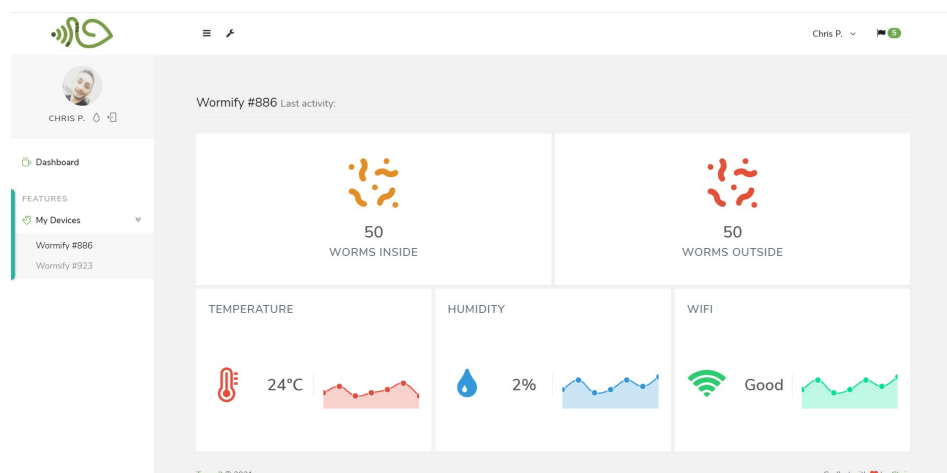 Chris P.
5
CHRIS P.
Dashboard
FEATURES
My Devices
Wormify #886
Wormify #923
Wormify #886 Last activity:
50
WORMS INSIDE
50
WORMS OUTSIDE
TEMPERATURE
24°C
HUMIDITY
2%
WIFI
Good